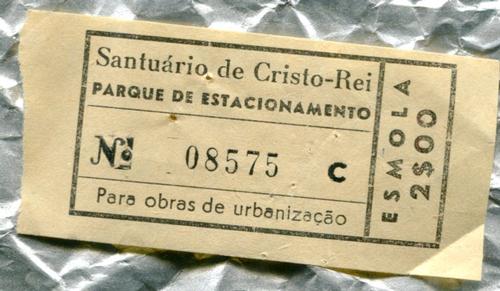 Santuário de Cristo-Rei
PARQUE DE ESTACIONAMENTO
Nº 08575 C
Para obras de urbanização
ESMOLA
2$00